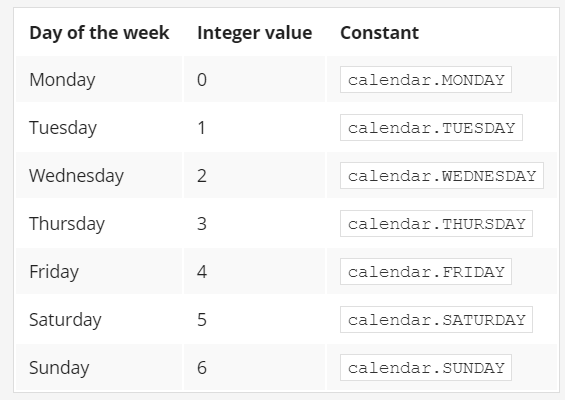 Day of the week Integer value Constant
Monday 0 calendar.MONDAY
Tuesday 1 calendar.TUESDAY
Wednesday 2 calendar.WEDNESDAY
Thursday 3 calendar.THURSDAY
Friday 4 calendar.FRIDAY
Saturday 5 calendar.SATURDAY
Sunday 6 calendar.SUNDAY